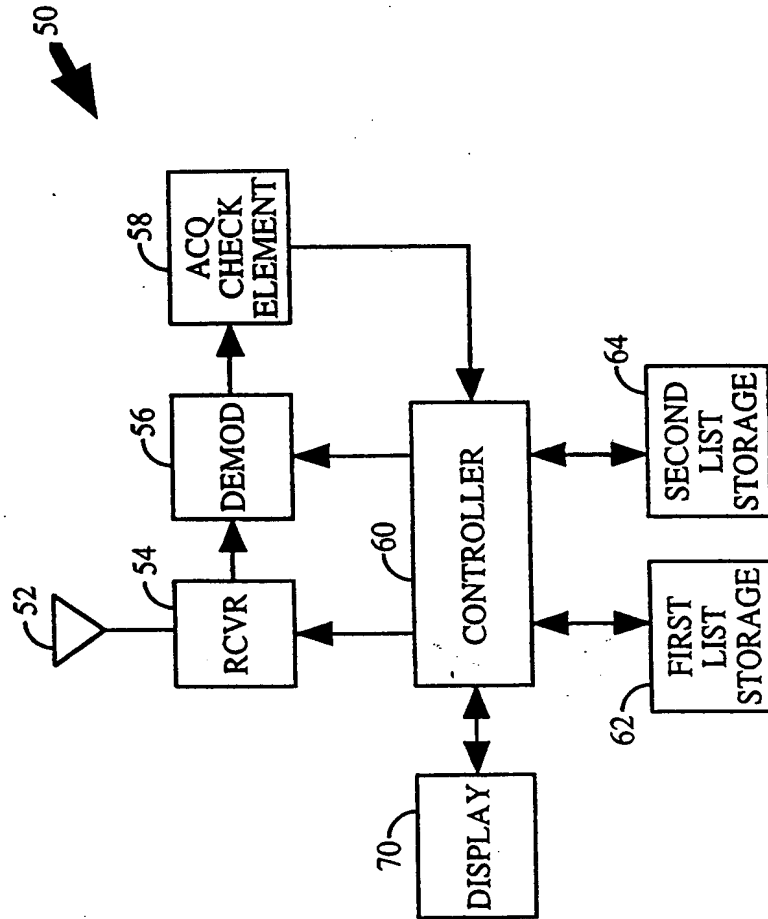 50
52
54
RCVR
56
DEMOD
58
ACQ
CHECK
ELEMENT
60
CONTROLLER
70
DISPLAY
62
FIRST
LIST
STORAGE
64
SECOND
LIST
STORAGE